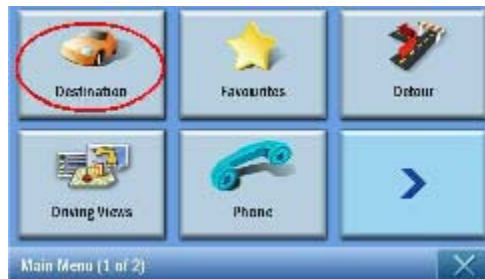 Destination
Favourites
Detour
Driving Views
Phone
Main Menu (1 of 2)